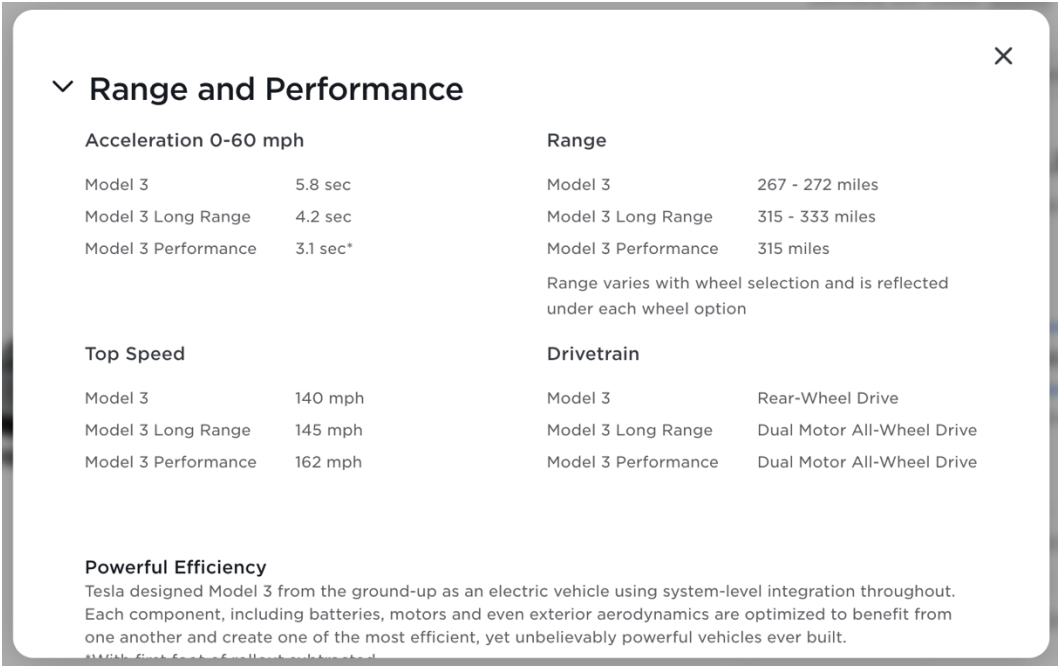 Range and Performance
Acceleration 0-60 mph
Model 3 5.8 sec
Model 3 Long Range 4.2 sec
Model 3 Performance 3.1 sec*
Range
Model 3 267 - 272 miles
Model 3 Long Range 315 - 333 miles
Model 3 Performance 315 miles
Range varies with wheel selection and is reflected
under each wheel option
Top Speed
Model 3 140 mph
Model 3 Long Range 145 mph
Model 3 Performance 162 mph
Drivetrain
Model 3 Rear-Wheel Drive
Model 3 Long Range Dual Motor All-Wheel Drive
Model 3 Performance Dual Motor All-Wheel Drive
Powerful Efficiency
Tesla designed Model 3 from the ground-up as an electric vehicle using system-level integration throughout.
Each component, including batteries, motors and even exterior aerodynamics are optimized to benefit from
one another and create one of the most efficient, yet unbelievably powerful vehicles ever built.
*With first foot of rollout subtracted